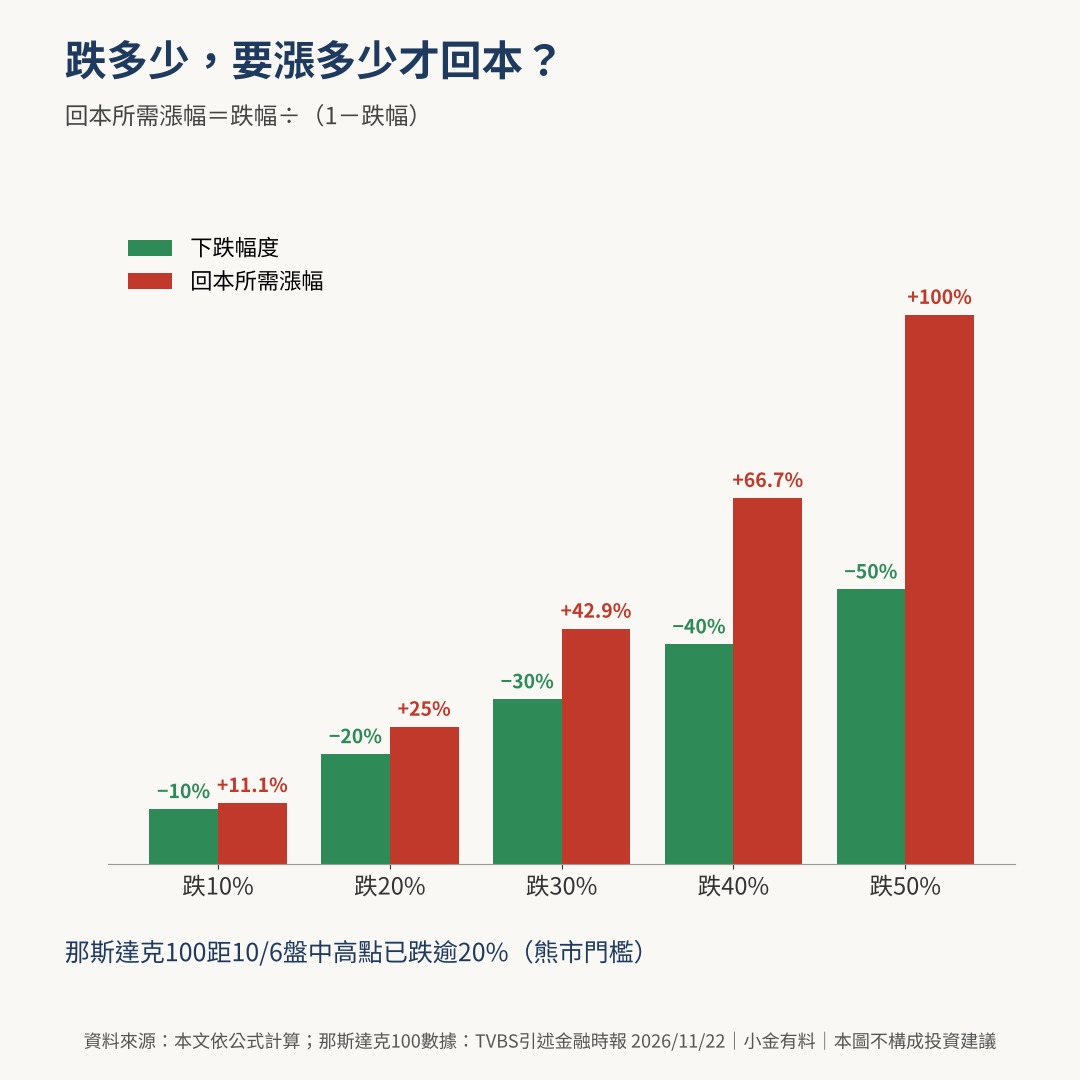 跌多少，要漲多少才回本？
回本所需漲幅＝跌幅÷（1－跌幅）
下跌幅度
回本所需漲幅
+100%
+66.7%
−50%
+42.9%
−40%
−30%
+25%
−20%
−10% +11.1%
跌10% 跌20% 跌30% 跌40% 跌50%
那斯達克100距10/6盤中高點已跌逾20%（熊市門檻）
資料來源：本文依公式計算；那斯達克100數據：TVBS引述金融時報 2026/11/22｜小金有料｜本圖不構成投資建議